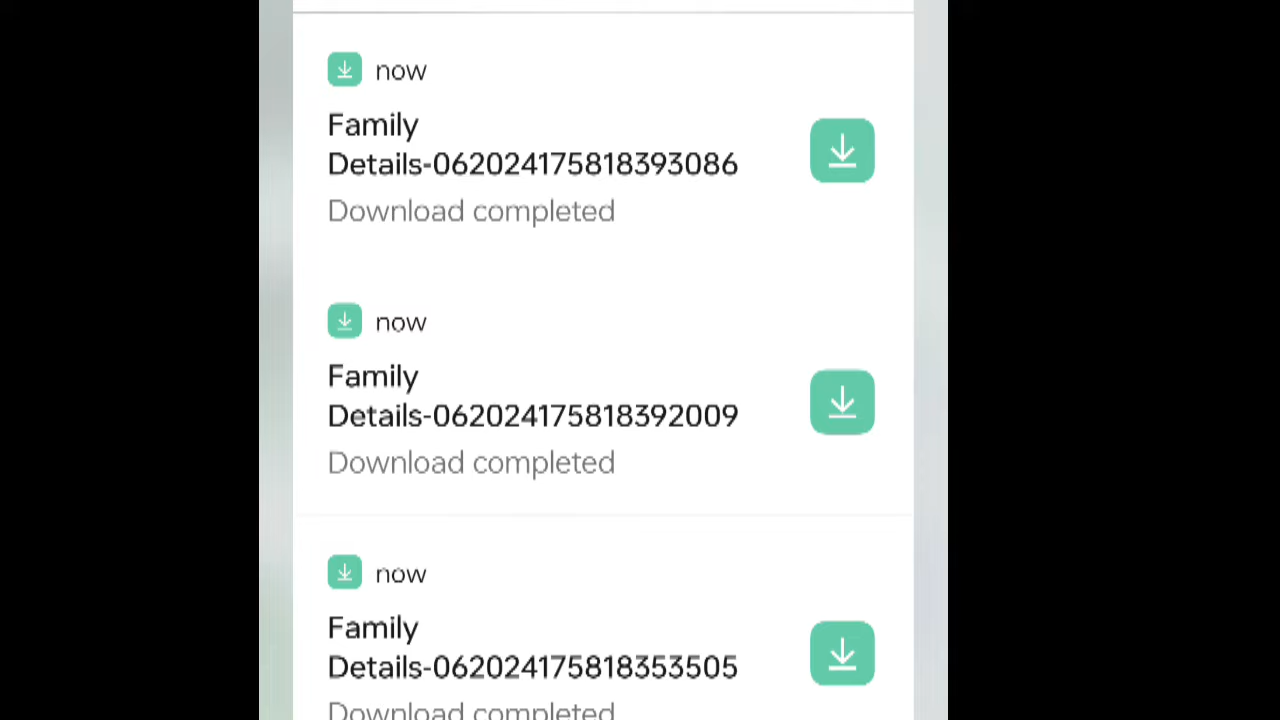 now
Family
Details-062024175818393086
Download completed
now
Family
Details-062024175818392009
Download completed
now
Family
Details-062024175818353505
Download completed